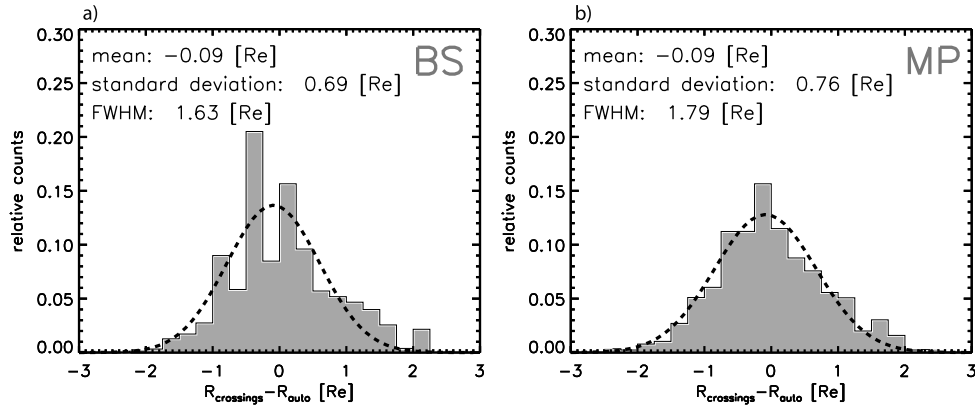 a)
BS
mean: -0.09 [Re]
standard deviation: 0.69 [Re]
FWHM: 1.63 [Re]
relative counts
0.30
0.25
0.20
0.15
0.10
0.05
0.00
-3 -2 -1 0 1 2 3
Rcrossings-Rauto [Re]
b)
MP
mean: -0.09 [Re]
standard deviation: 0.76 [Re]
FWHM: 1.79 [Re]
relative counts
0.30
0.25
0.20
0.15
0.10
0.05
0.00
-3 -2 -1 0 1 2 3
Rcrossings-Rauto [Re]